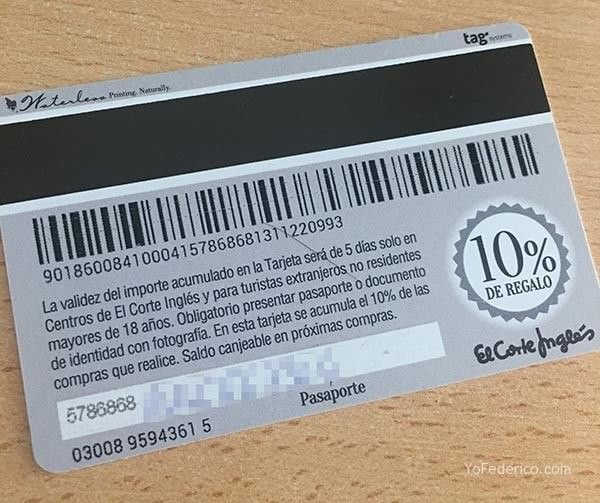 tag systems
Waterless Printing. Naturally.
9018600841000415786868131122099​3
La validez del importe acumulado en la Tarjeta será de 5 días solo en
Centros de El Corte Inglés y para turistas extranjeros no residentes
mayores de 18 años. Obligatorio presentar pasaporte o documento
de identidad con fotografía. En esta tarjeta se acumula el 10% de las
compras que realice. Saldo canjeable en próximas compras.
10%
DE REGALO
El Corte Inglés
5786868
Pasaporte
03008 9594361 5
YoFederico.com